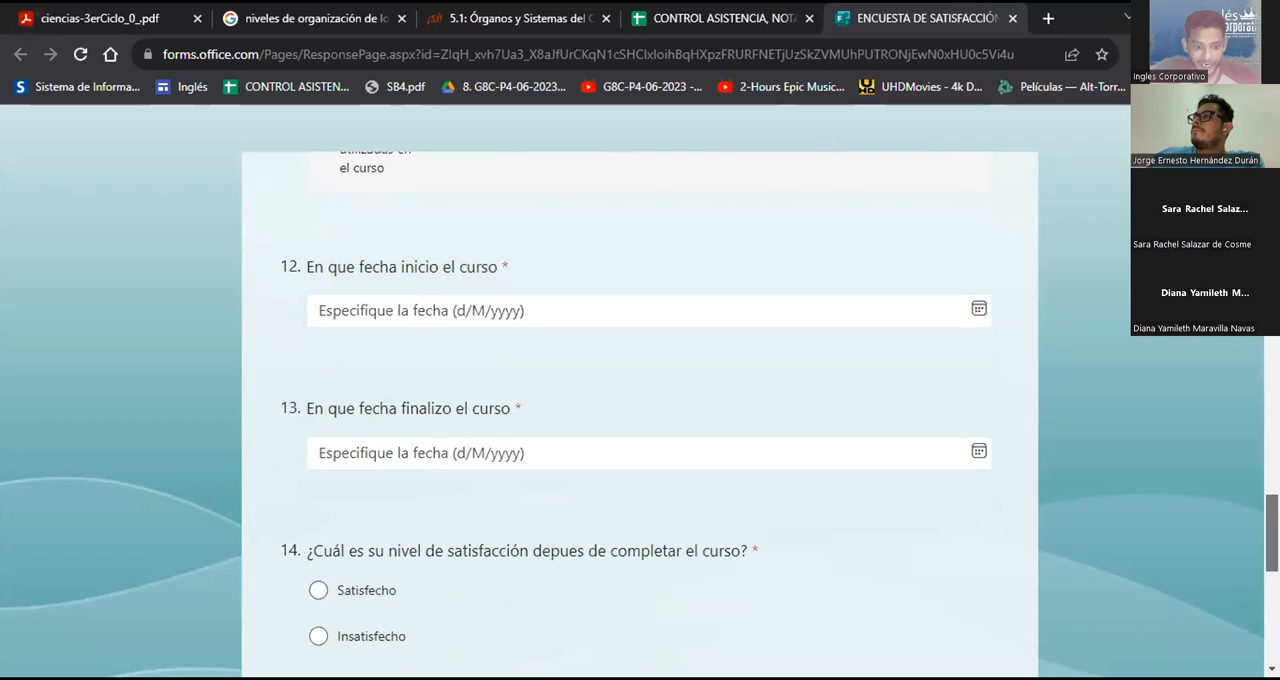 ciencias-3erCiclo_0_.pdf
niveles de organización de lo
5.1: Órganos y Sistemas del C
CONTROL ASISTENCIA, NOTA
ENCUESTA DE SATISFACCIÓN
forms.office.com/Pages/ResponsePage.aspx?id=ZIqH_xvh7Ua3_X8aJfUrCKqN1cSHCIxIoihBqHXpzFRURFNETjUzSkZVMUhPUTRONjEwN0xHU0c5Vi4u
Sistema de Informa...
Inglés
CONTROL ASISTEN...
SB4.pdf
8. G8C-P4-06-2023...
G8C-P4-06-2023 -...
2-Hours Epic Music...
UHDMovies - 4k D...
Películas — Alt-Torr...
Ingles Corporativo
Jorge Ernesto Hernández Durán
Sara Rachel Salaz...
Sara Rachel Salazar de Cosme
Diana Yamileth M...
Diana Yamileth Maravilla Navas
el curso
12. En que fecha inicio el curso *
Especifique la fecha (d/M/yyyy)
13. En que fecha finalizo el curso *
Especifique la fecha (d/M/yyyy)
14. ¿Cuál es su nivel de satisfacción depues de completar el curso? *
Satisfecho
Insatisfecho